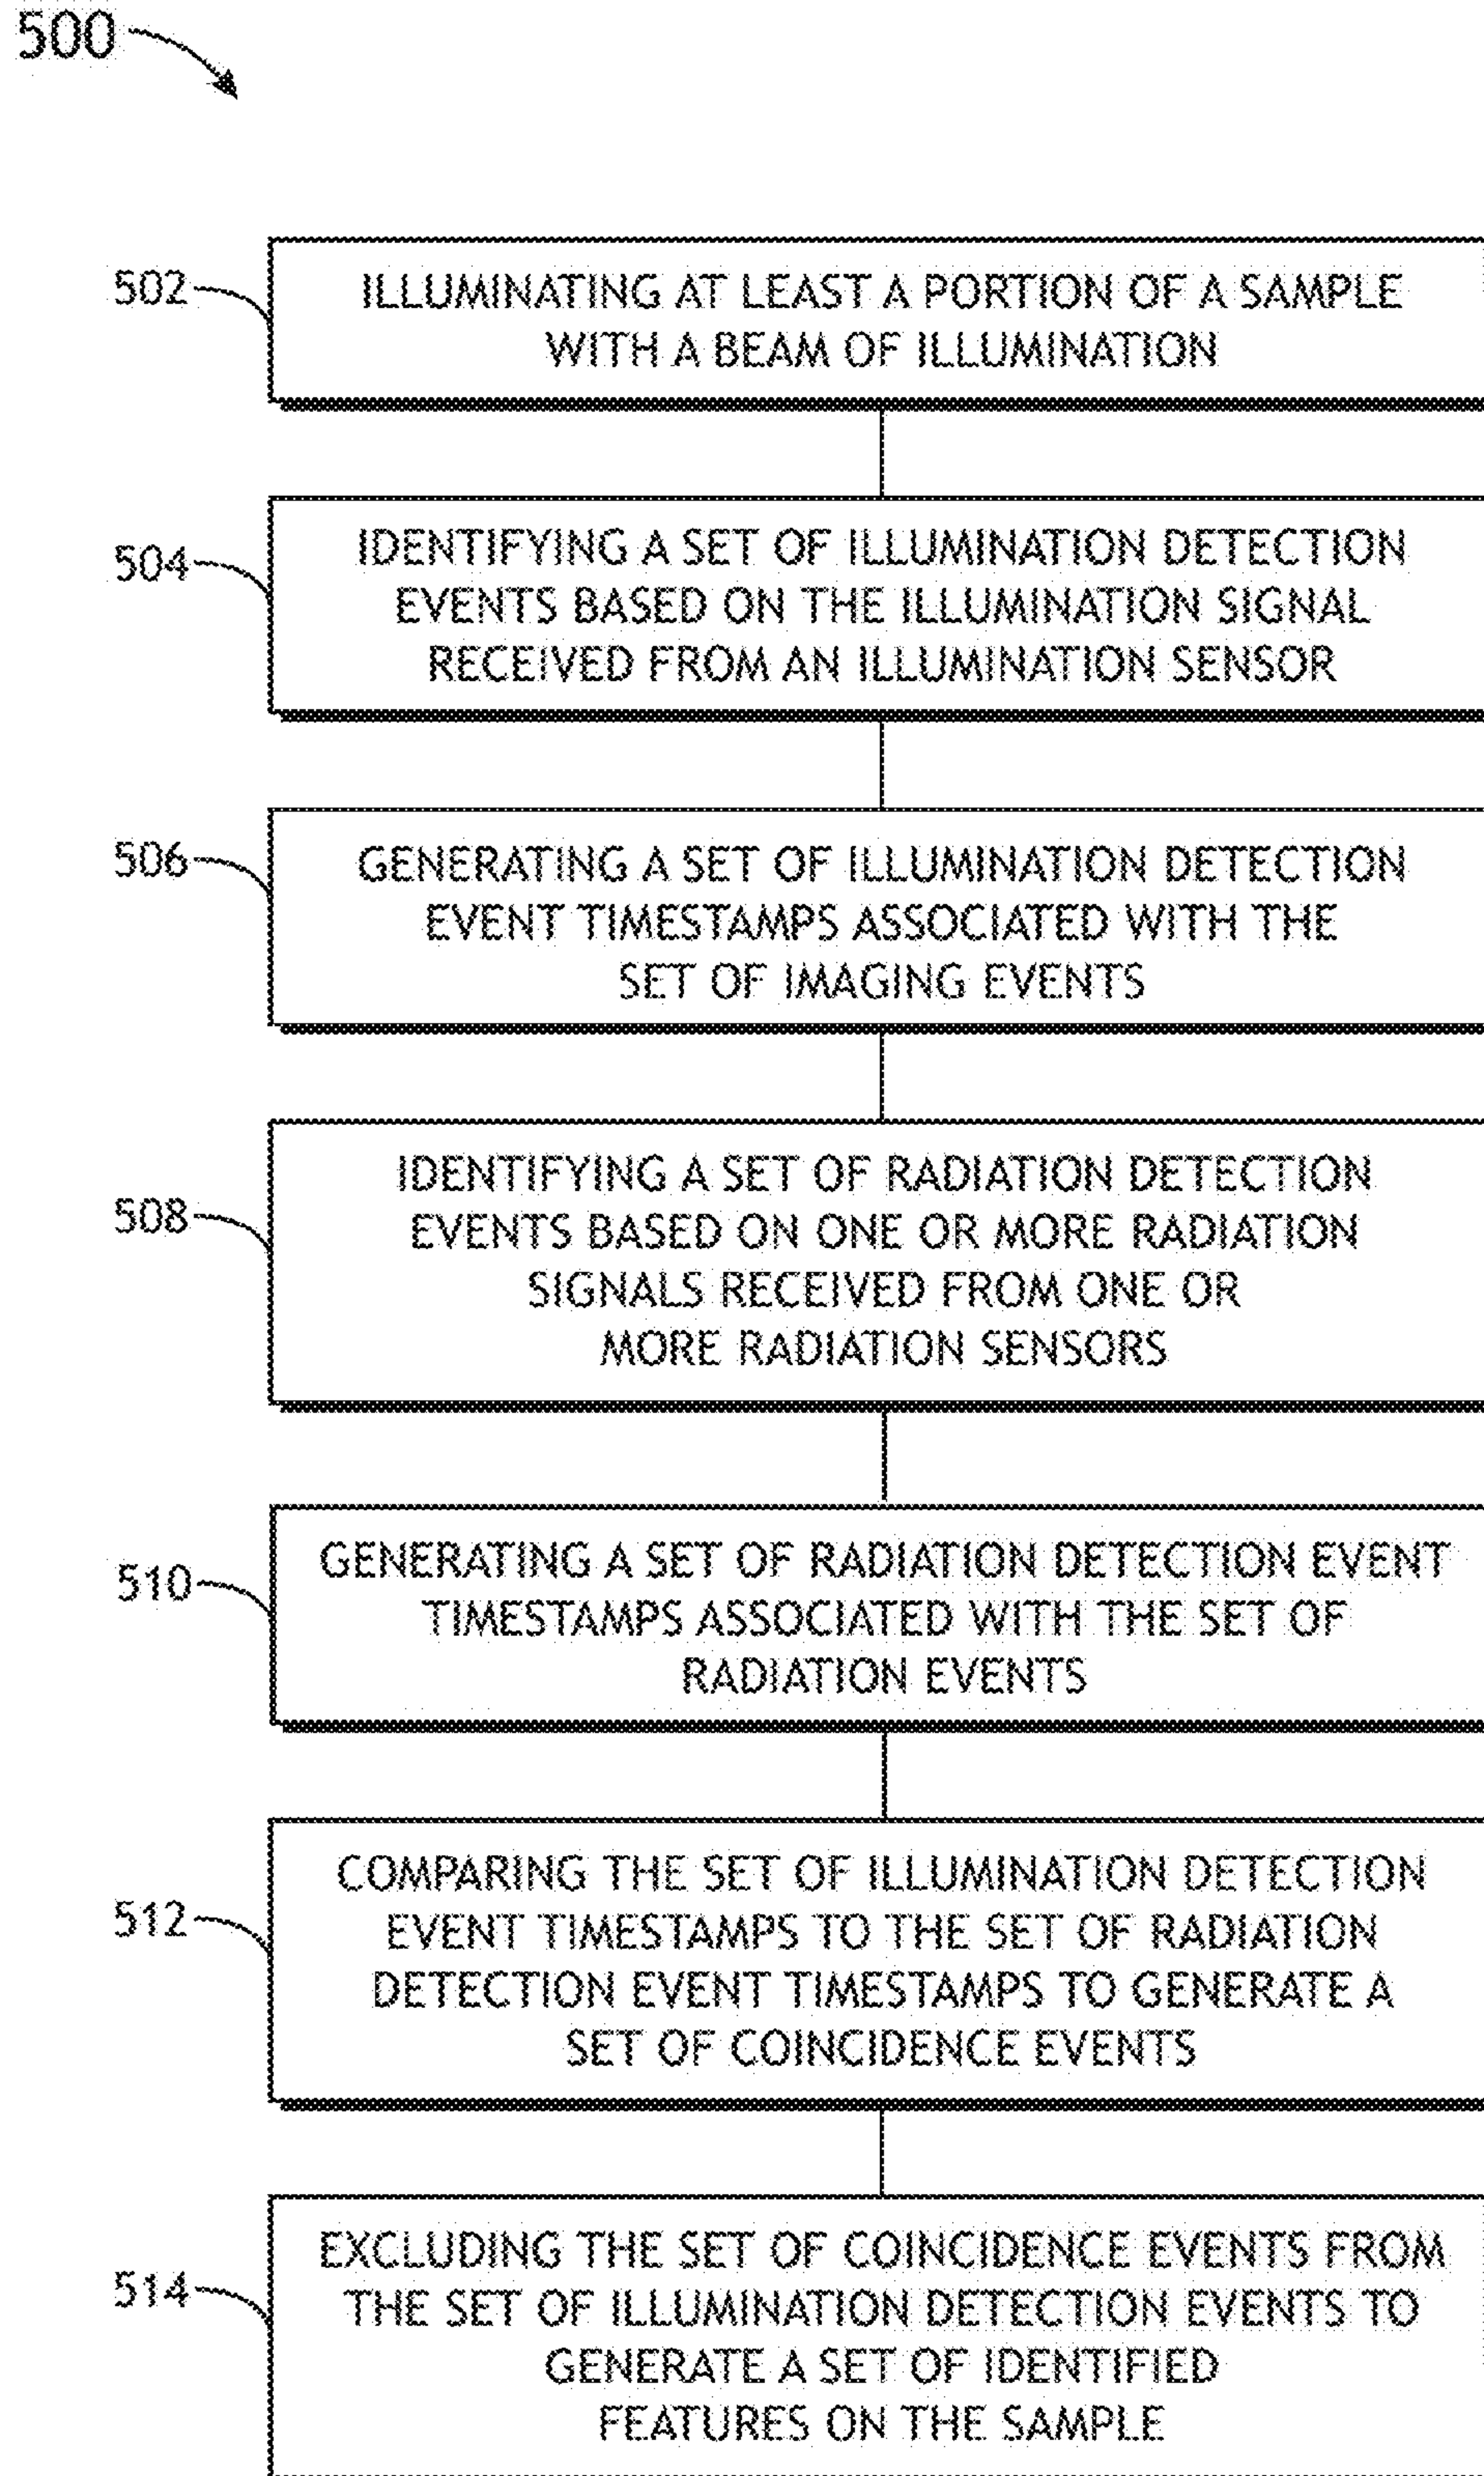 500
502
ILLUMINATING AT LEAST A PORTION OF A SAMPLE
WITH A BEAM OF ILLUMINATION
504
IDENTIFYING A SET OF ILLUMINATION DETECTION
EVENTS BASED ON THE ILLUMINATION SIGNAL
RECEIVED FROM AN ILLUMINATION SENSOR
506
GENERATING A SET OF ILLUMINATION DETECTION
EVENT TIMESTAMPS ASSOCIATED WITH THE
SET OF IMAGING EVENTS
508
IDENTIFYING A SET OF RADIATION DETECTION
EVENTS BASED ON ONE OR MORE RADIATION
SIGNALS RECEIVED FROM ONE OR
MORE RADIATION SENSORS
510
GENERATING A SET OF RADIATION DETECTION EVENT
TIMESTAMPS ASSOCIATED WITH THE SET OF
RADIATION EVENTS
512
COMPARING THE SET OF ILLUMINATION DETECTION
EVENT TIMESTAMPS TO THE SET OF RADIATION
DETECTION EVENT TIMESTAMPS TO GENERATE A
SET OF COINCIDENCE EVENTS
514
EXCLUDING THE SET OF COINCIDENCE EVENTS FROM
THE SET OF ILLUMINATION DETECTION EVENTS TO
GENERATE A SET OF IDENTIFIED
FEATURES ON THE SAMPLE